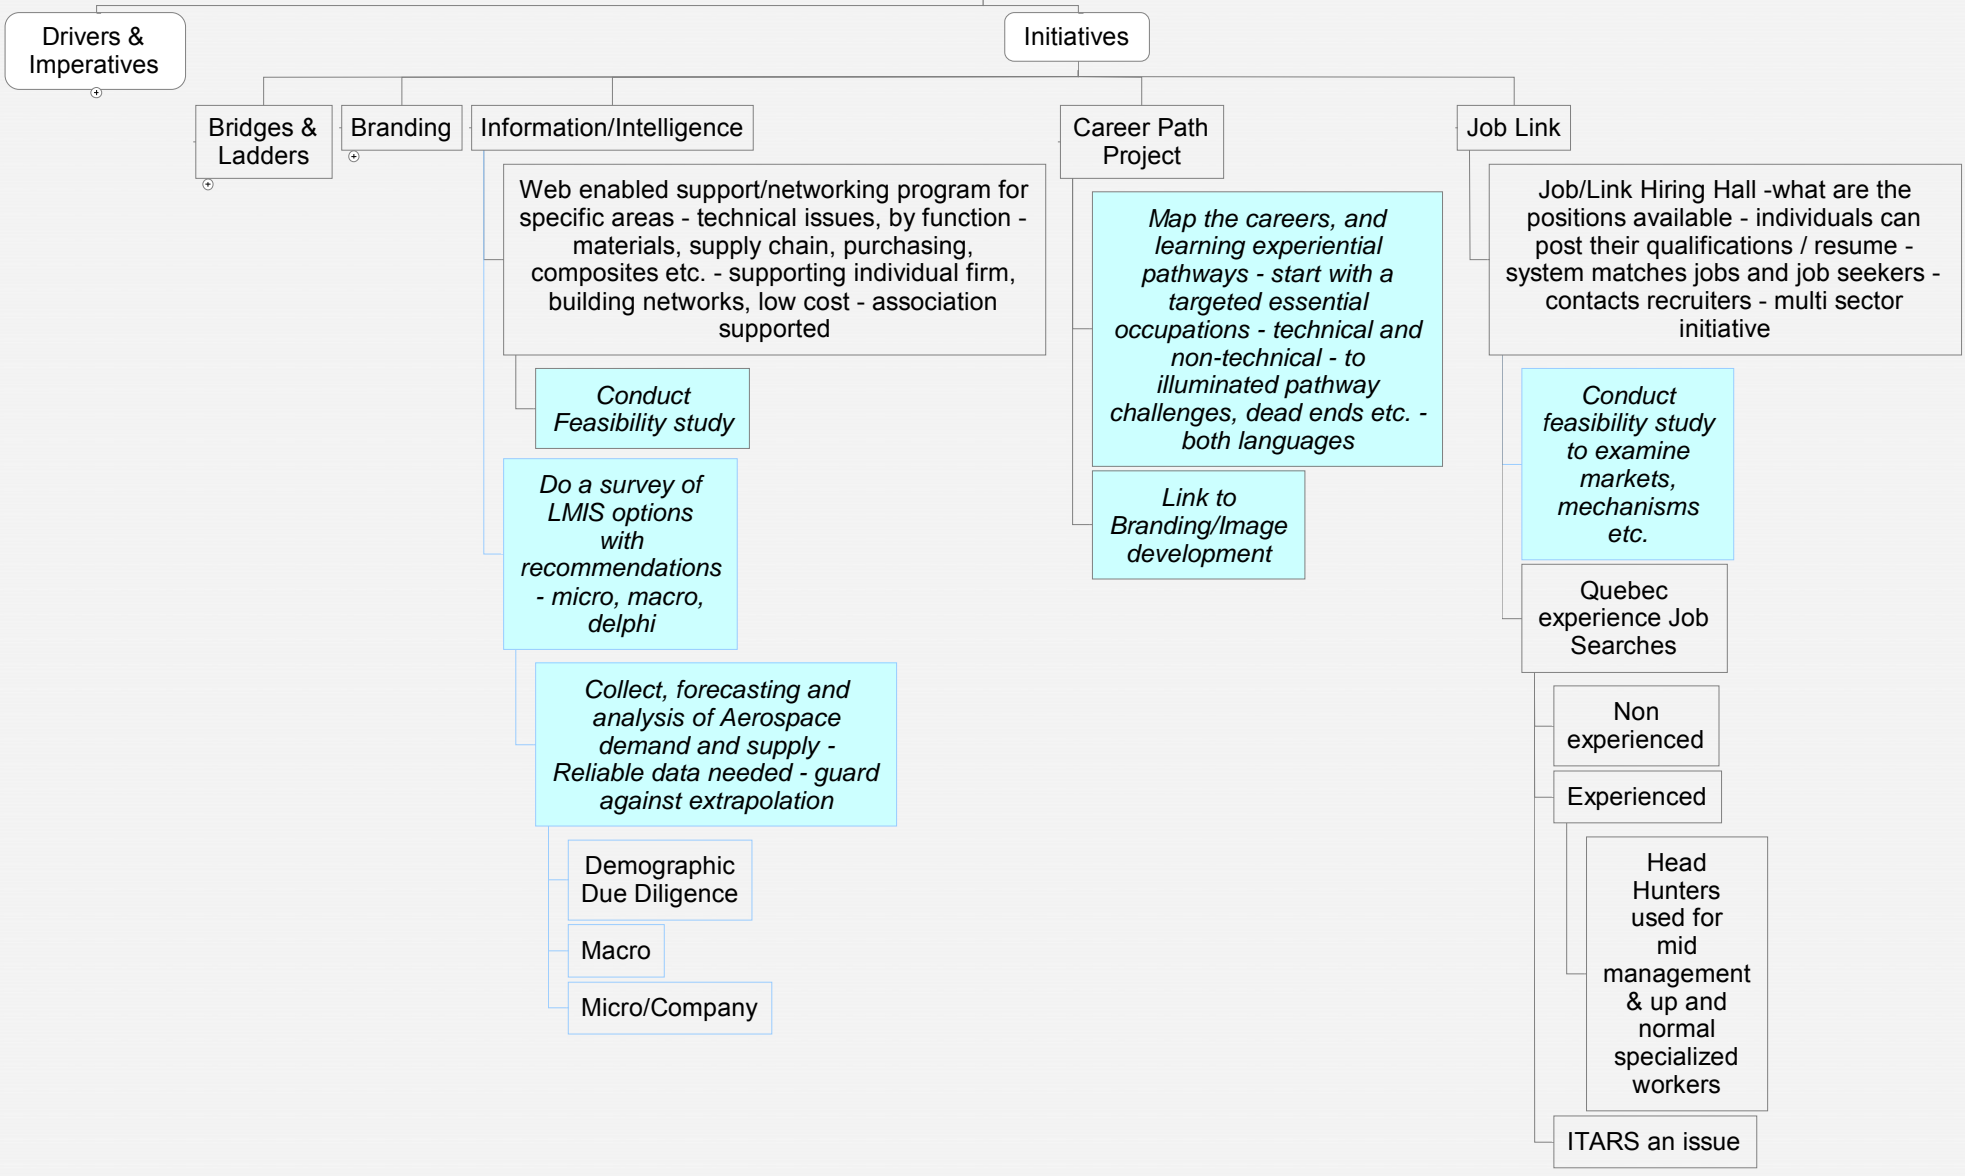 Drivers &
Imperatives
Initiatives
Bridges &
Ladders
Branding
Information/Intelligence
Web enabled support/networking program for
specific areas - technical issues, by function -
materials, supply chain, purchasing,
composites etc. - supporting individual firm,
building networks, low cost - association
supported
Conduct
Feasibility study
Do a survey of
LMIS options
with
recommendations
- micro, macro,
delphi
Collect, forecasting and
analysis of Aerospace
demand and supply -
Reliable data needed - guard
against extrapolation
Demographic
Due Diligence
Macro
Micro/Company
Career Path
Project
Map the careers, and
learning experiential
pathways - start with a
targeted essential
occupations - technical and
non-technical - to
illuminated pathway
challenges, dead ends etc. -
both languages
Link to
Branding/Image
development
Job Link
Job/Link Hiring Hall -what are the
positions available - individuals can
post their qualifications / resume -
system matches jobs and job seekers -
contacts recruiters - multi sector
initiative
Conduct
feasibility study
to examine
markets,
mechanisms
etc.
Quebec
experience Job
Searches
Non
experienced
Experienced
Head
Hunters
used for
mid
management
& up and
normal
specialized
workers
ITARS an issue